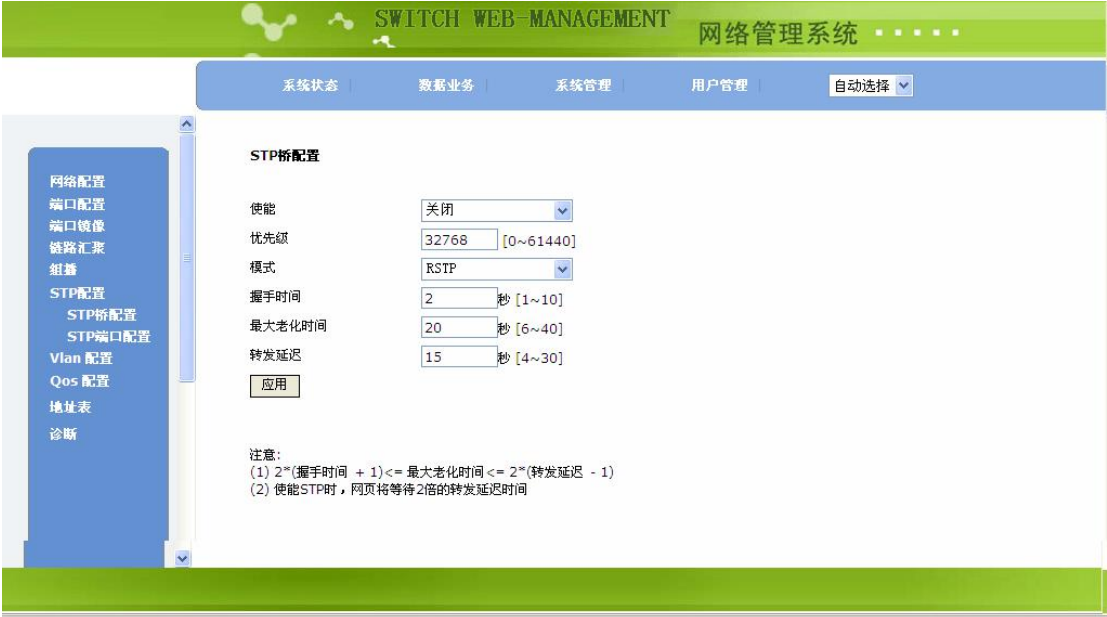 SWITCH WEB-MANAGEMENT
网络管理系统
系统状态 数据业务 系统管理 用户管理 自动选择
网络配置
端口配置
端口镜像
链路汇聚
组播
STP配置
STP桥配置
STP端口配置
Vlan 配置
Qos 配置
地址表
诊断
STP桥配置
使能 关闭
优先级 32768 [0~61440]
模式 RSTP
握手时间 2 秒 [1~10]
最大老化时间 20 秒 [6~40]
转发延迟 15 秒 [4~30]
应用
注意:
(1) 2*(握手时间 + 1)<= 最大老化时间 <= 2*(转发延迟 - 1)
(2) 使能STP时，网页将等待2倍的转发延迟时间